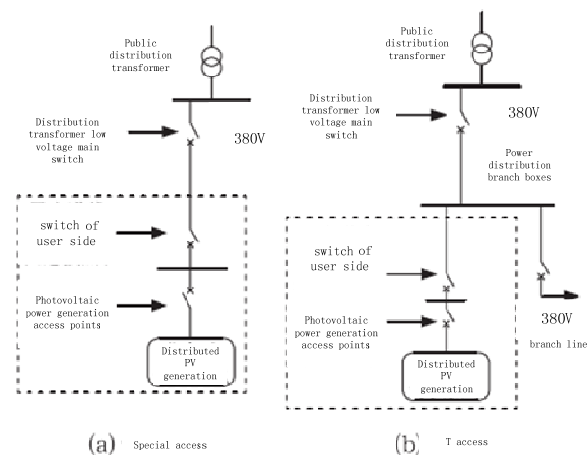 Public
distribution
transformer
Distribution
transformer low
voltage main
switch
380V
switch of
user side
Photovoltaic
power generation
access points
Distributed
PV
generation
(a) Special access
Public
distribution
transformer
Distribution
transformer low
voltage main
switch
380V
Power
distribution
branch boxes
switch of
user side
Photovoltaic
power generation
access points
Distributed
PV
generation
380V
branch line
(b) T access